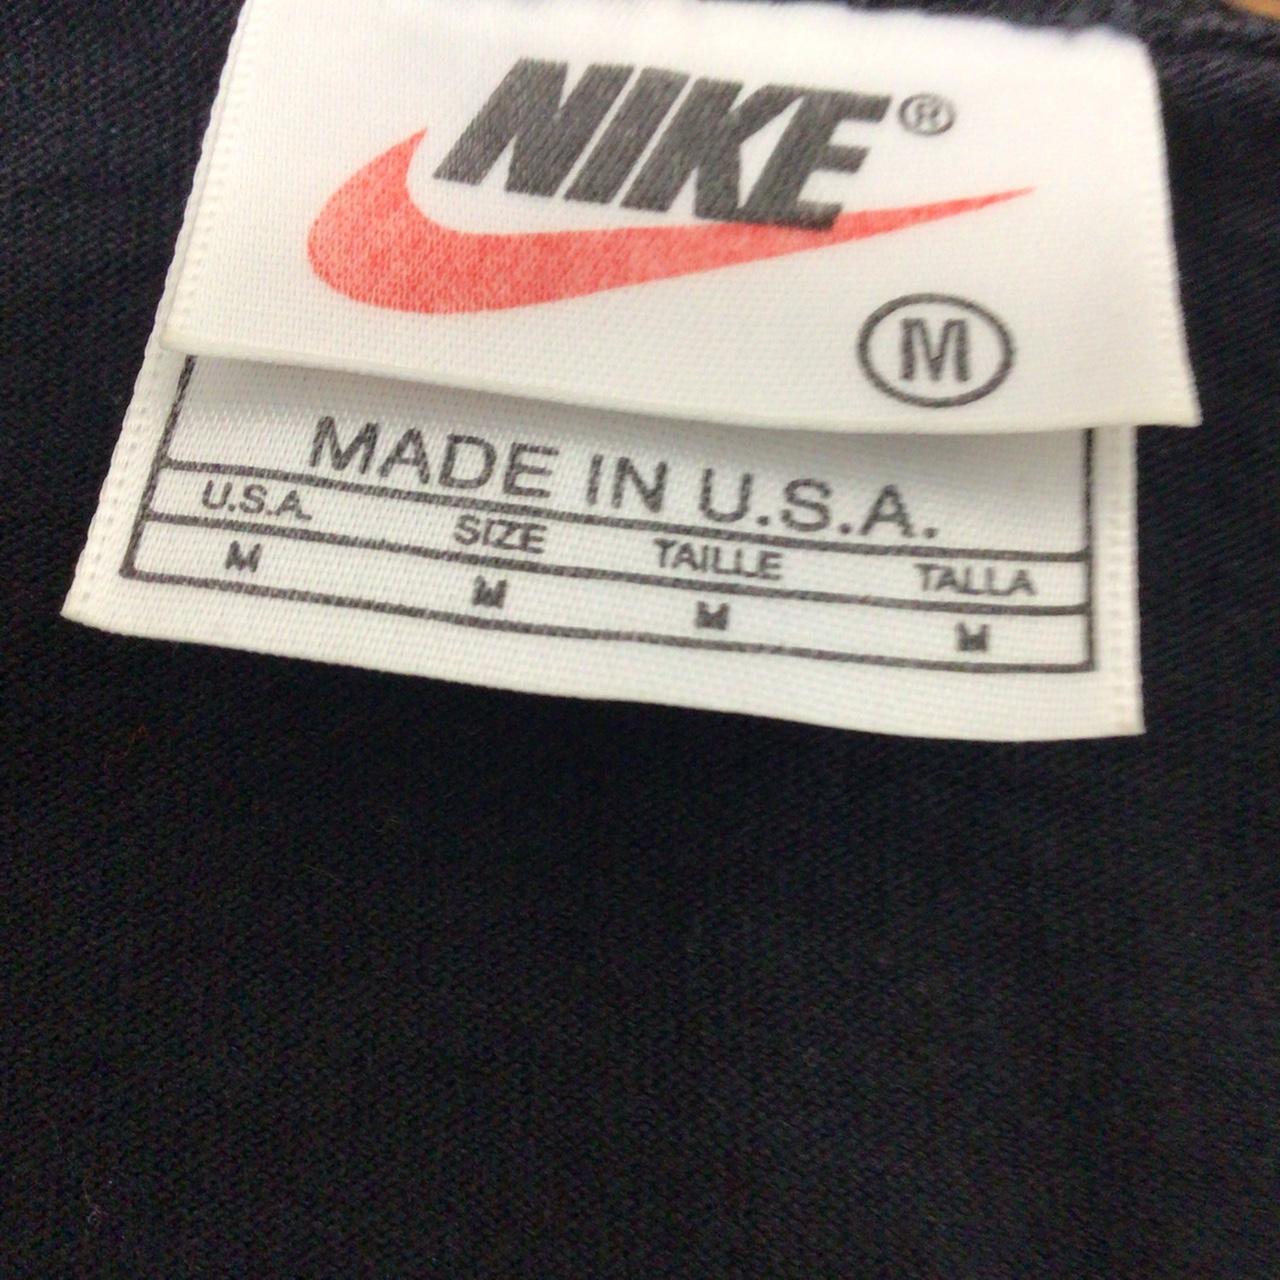 NIKE®
M
MADE IN U.S.A.
U.S.A. SIZE TAILLE TALLA
M M M M